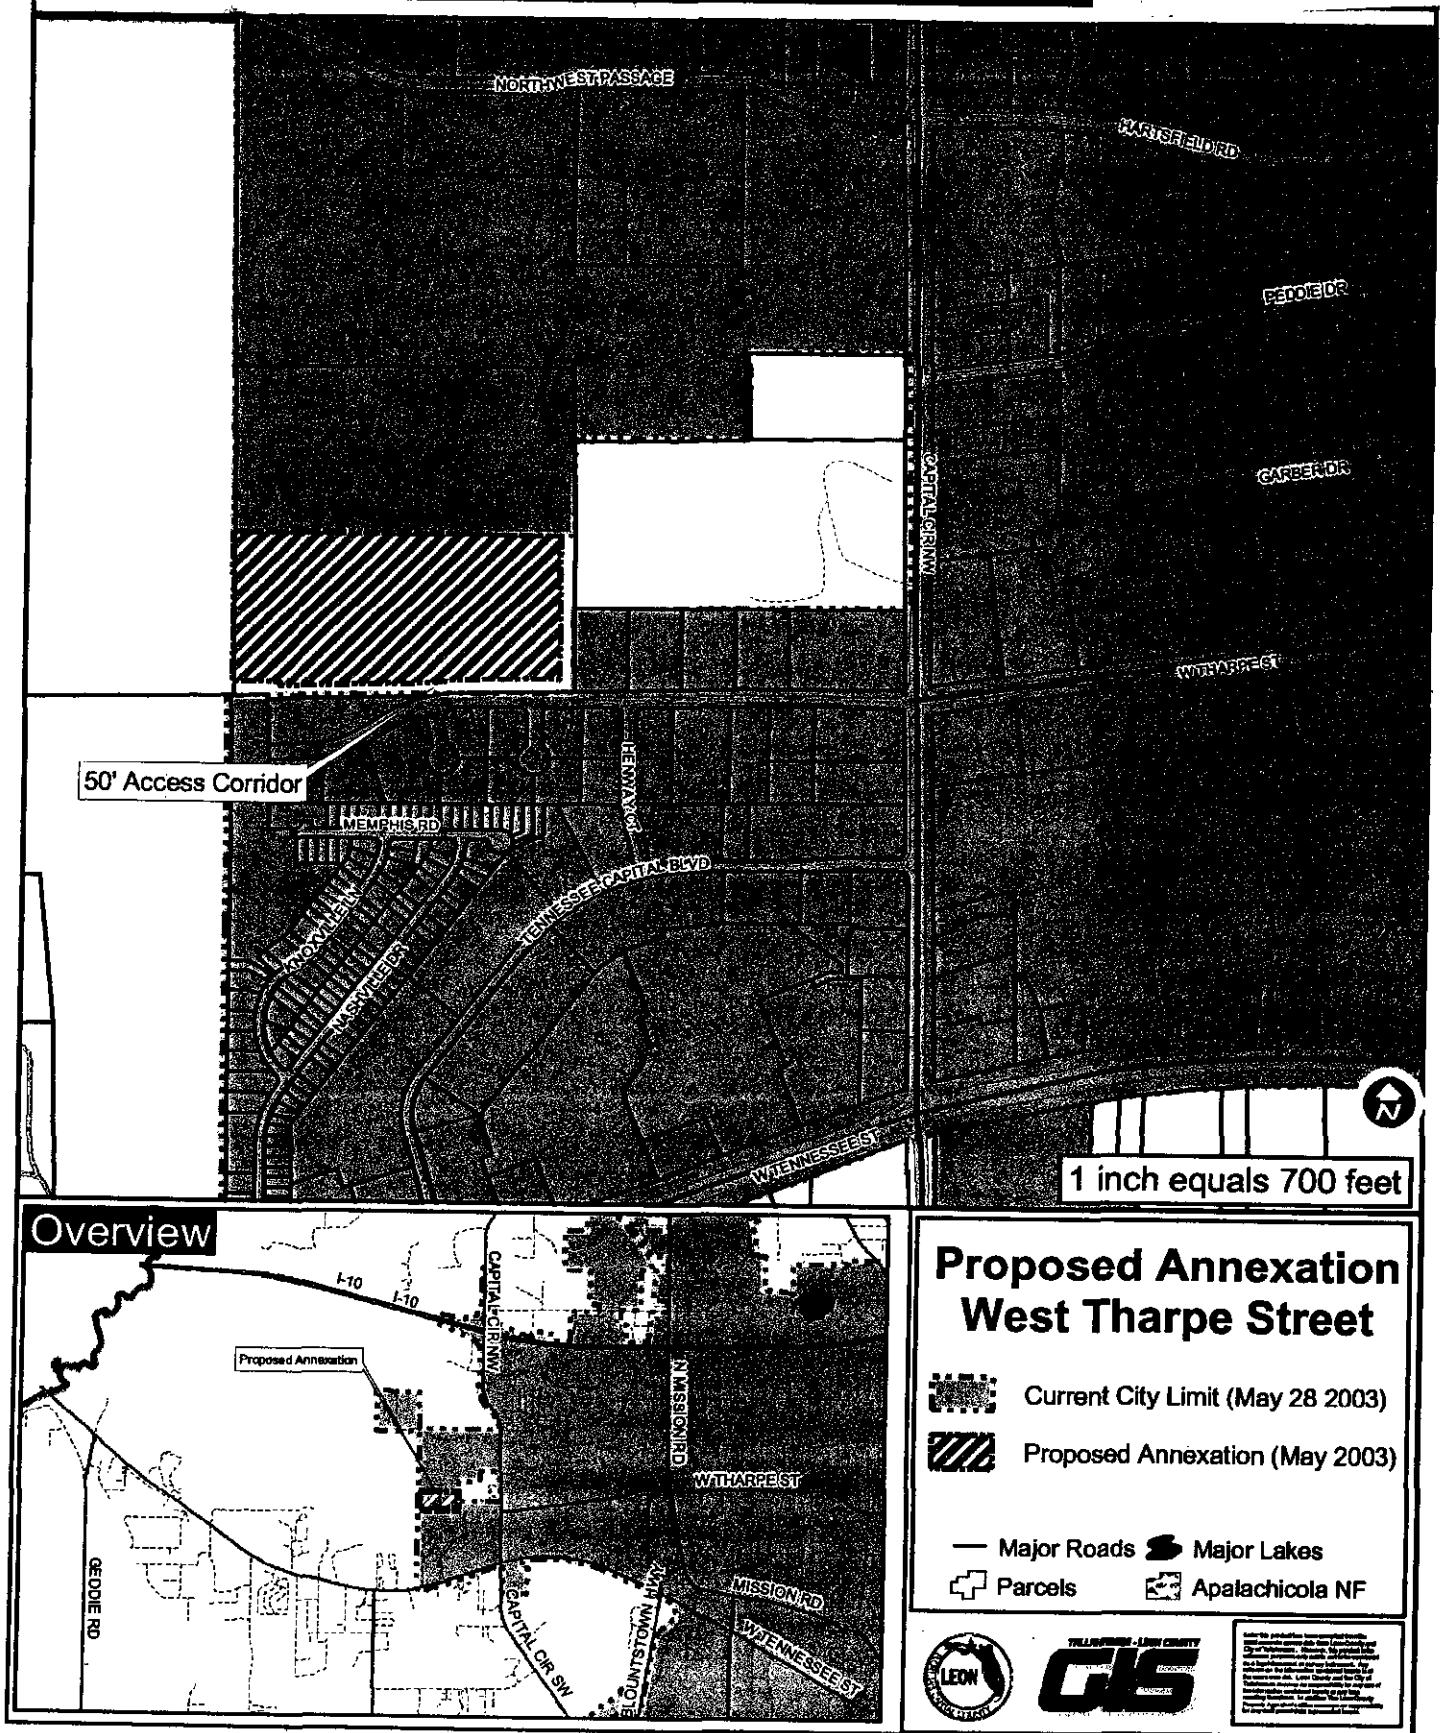 NORTHWEST PASSAGE
HARTSFIELD RD
PEDDIE DR
CAPITAL CIR NW
GARBER DR
W THARPE ST
50' Access Corridor
HENWAY CT
MEMPHIS RD
TENNESSEE CAPITAL BLVD
KNOXVILLE LN
NASHVILLE DR
W TENNESSEE ST
N
1 inch equals 700 feet
Overview
I-10
I-10
CAPITAL CIR NW
Proposed Annexation
N MISSION RD
W THARPE ST
GEDDIE RD
CAPITAL CIR SW
BLOUNTSTOWN HWY
MISSION RD
W TENNESSEE ST
Proposed Annexation
West Tharpe Street
Current City Limit (May 28 2003)
Proposed Annexation (May 2003)
Major Roads
Major Lakes
Parcels
Apalachicola NF
LEON
TALLAHASSEE - LEON COUNTY
GIS